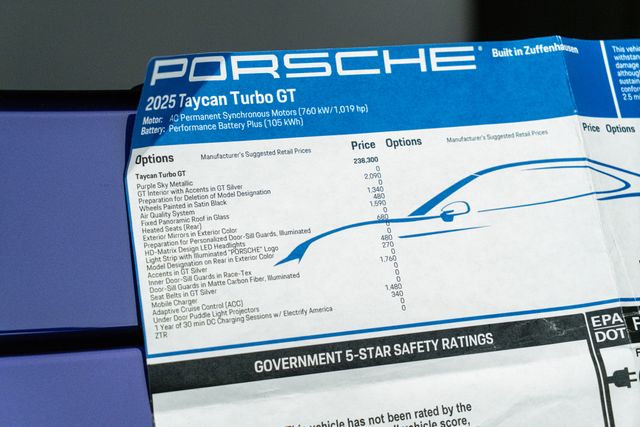 PORSCHE
Built in Zuffenhausen
2025 Taycan Turbo GT
Motor: AC Permanent Synchronous Motors (760 kW/1,019 hp)
Battery: Performance Battery Plus (105 kWh)
This vehi
withstan
damage
although
sustain
confor
2.5 m
Options Manufacturer's Suggested Retail Prices Price Options Manufacturer's Suggested Retail Prices Price Options
Taycan Turbo GT 238,300
Purple Sky Metallic 0
GT Interior with Accents in GT Silver 2,090
Preparation for Deletion of Model Designation 0
Wheels Painted in Satin Black 1,340
Air Quality System 480
Fixed Panoramic Roof in Glass 1,590
Heated Seats (Rear) 0
Exterior Mirrors in Exterior Color 680
Preparation for Personalized Door-Sill Guards, Illuminated 0
HD-Matrix Design LED Headlights 0
Light Strip with Illuminated "PORSCHE" Logo 480
Model Designation on Rear in Exterior Color 270
Accents in GT Silver 0
Inner Door-Sill Guards in Race-Tex 1,760
Door-Sill Guards in Matte Carbon Fiber, Illuminated 0
Seat Belts in GT Silver 0
Mobile Charger 0
Adaptive Cruise Control (ACC) 1,480
Under Door Puddle Light Projectors 340
1 Year of 30 min DC Charging Sessions w/ Electrify America 0
ZTR
GOVERNMENT 5-STAR SAFETY RATINGS
EPA
DOT
This vehicle has not been rated by the
vehicle score,